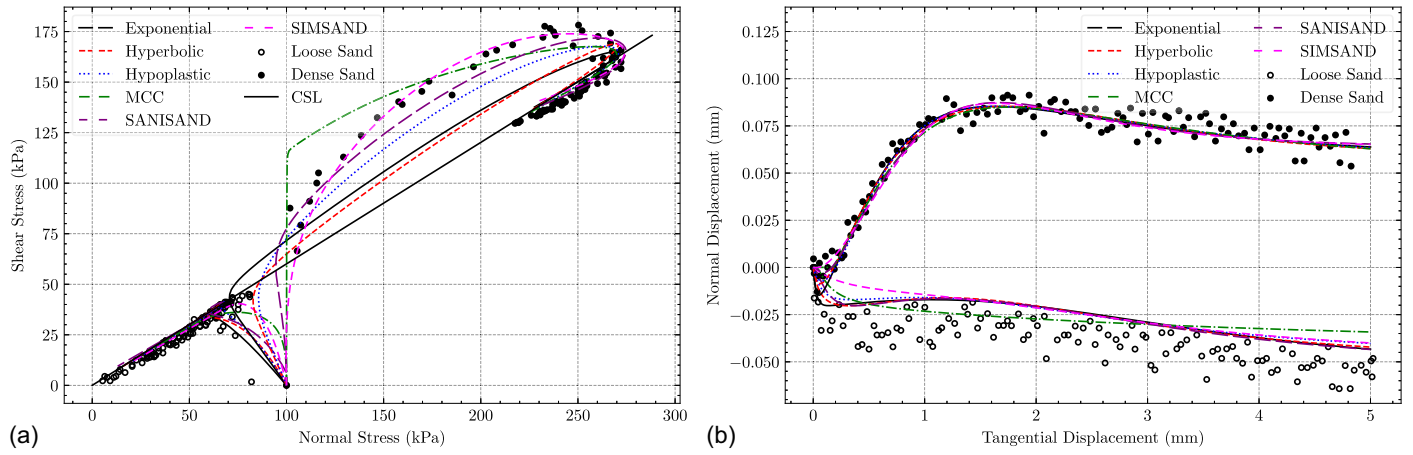 Exponential
Hyperbolic
Hypoplastic
MCC
SANISAND
SIMSAND
Loose Sand
Dense Sand
CSL
175
150
125
100
75
50
25
0
0 50 100 150 200 250 300
Shear Stress (kPa)
Normal Stress (kPa)
(a)
Exponential
Hyperbolic
Hypoplastic
MCC
SANISAND
SIMSAND
Loose Sand
Dense Sand
0.125
0.100
0.075
0.050
0.025
0.000
−0.025
−0.050
0 1 2 3 4 5
Normal Displacement (mm)
Tangential Displacement (mm)
(b)